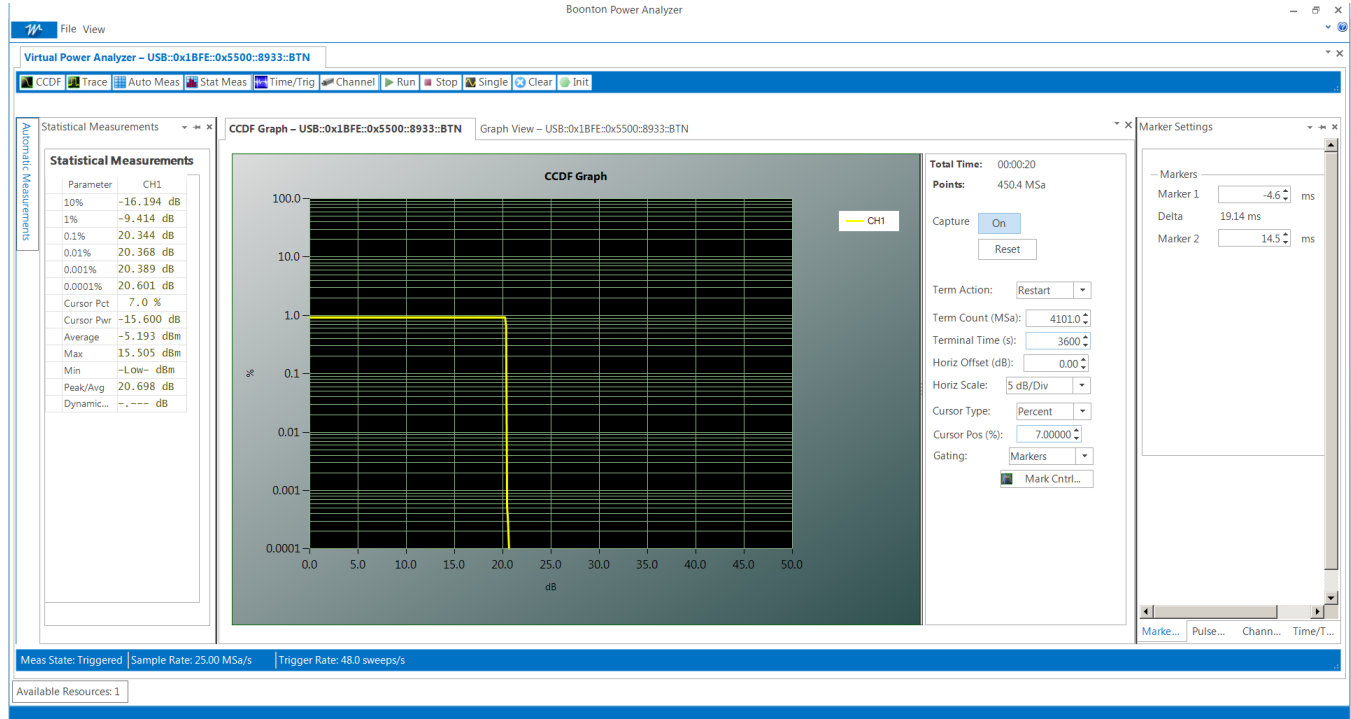 Boonton Power Analyzer
File View
Virtual Power Analyzer – USB::0x1BFE::0x5500::8933::BTN
CCDF Trace Auto Meas Stat Meas Time/Trig Channel Run Stop Single Clear Init
Automatic Measurements
Statistical Measurements
Statistical Measurements
Parameter CH1
10% -16.194 dB
1% -9.414 dB
0.1% 20.344 dB
0.01% 20.368 dB
0.001% 20.389 dB
0.0001% 20.601 dB
Cursor Pct 7.0 %
Cursor Pwr -15.600 dB
Average -5.193 dBm
Max 15.505 dBm
Min -Low- dBm
Peak/Avg 20.698 dB
Dynamic... -.--- dB
CCDF Graph – USB::0x1BFE::0x5500::8933::BTN
Graph View – USB::0x1BFE::0x5500::8933::BTN
CCDF Graph
100.0
10.0
1.0
0.1
0.01
0.001
0.0001
%
0.0 5.0 10.0 15.0 20.0 25.0 30.0 35.0 40.0 45.0 50.0
dB
CH1
Total Time: 00:00:20
Points: 450.4 MSa
Capture On
Reset
Term Action: Restart
Term Count (MSa): 4101.0
Terminal Time (s): 3600
Horiz Offset (dB): 0.00
Horiz Scale: 5 dB/Div
Cursor Type: Percent
Cursor Pos (%): 7.00000
Gating: Markers
Mark Cntrl...
Marker Settings
Markers
Marker 1 -4.6 ms
Delta 19.14 ms
Marker 2 14.5 ms
Marke... Pulse... Chann... Time/T...
Meas State: Triggered Sample Rate: 25.00 MSa/s Trigger Rate: 48.0 sweeps/s
Available Resources: 1